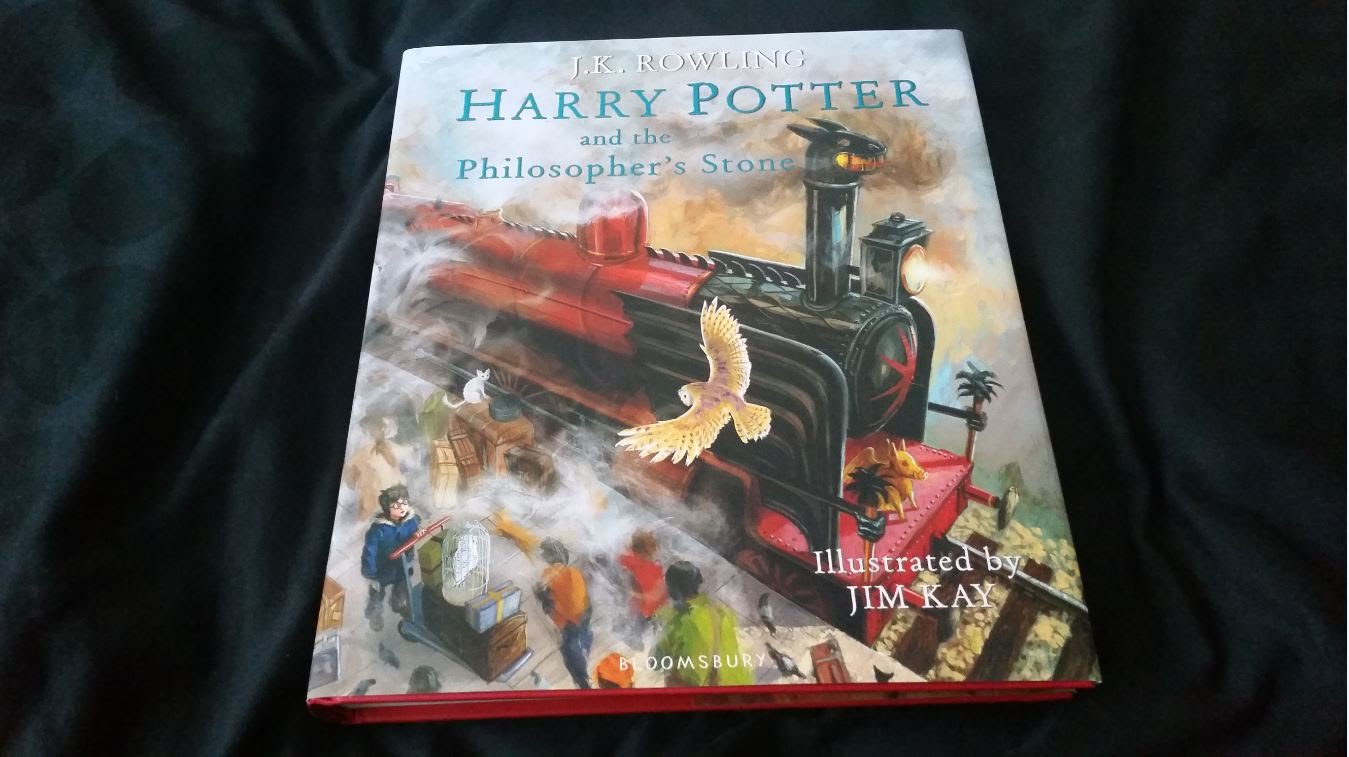 J.K. ROWLING
HARRY POTTER
and the
Philosopher's Stone
Illustrated by
JIM KAY
BLOOMSBURY